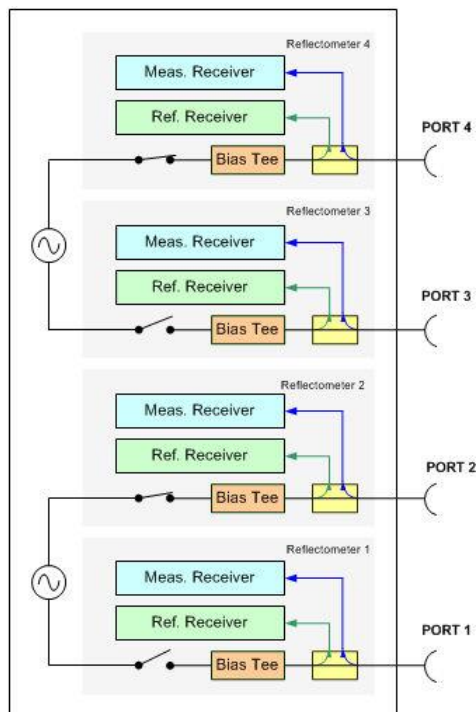 Reflectometer 4
Meas. Receiver
Ref. Receiver
PORT 4
Bias Tee
Reflectometer 3
Meas. Receiver
Ref. Receiver
PORT 3
Bias Tee
Reflectometer 2
Meas. Receiver
Ref. Receiver
PORT 2
Bias Tee
Reflectometer 1
Meas. Receiver
Ref. Receiver
PORT 1
Bias Tee